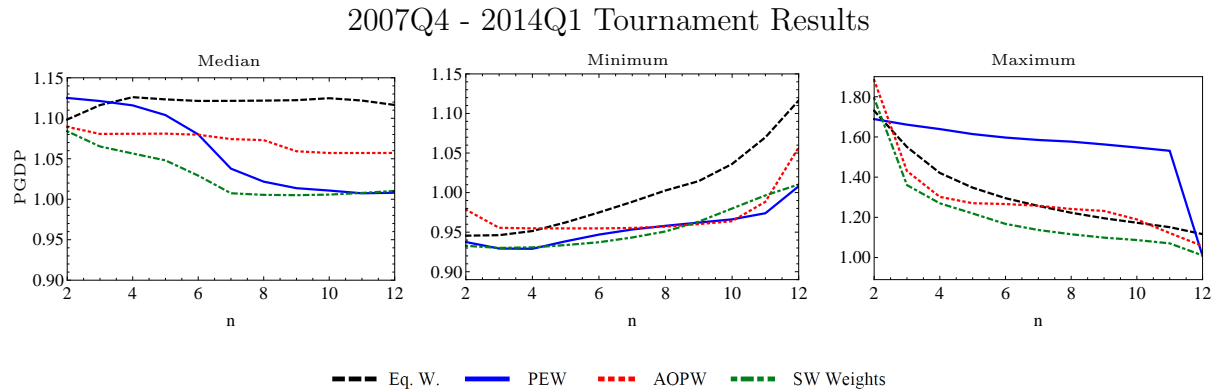 2007Q4 - 2014Q1 Tournament Results
Median
Minimum
Maximum
PGDP
1.15
1.10
1.05
1.00
0.95
0.90
2 4 6 8 10 12
n
1.15
1.10
1.05
1.00
0.95
0.90
2 4 6 8 10 12
n
1.80
1.60
1.40
1.20
1.00
2 4 6 8 10 12
n
Eq. W. PEW AOPW SW Weights